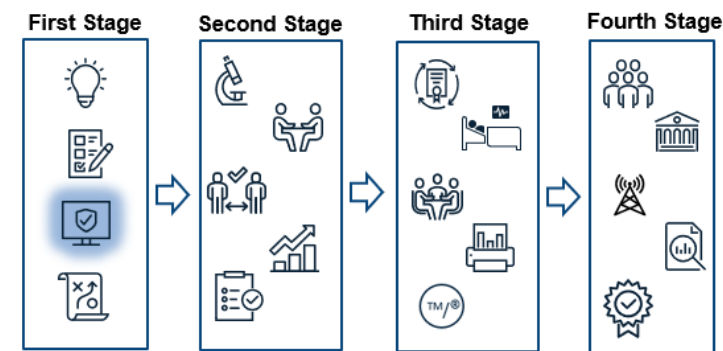 First Stage
Second Stage
Third Stage
Fourth Stage
TM/®